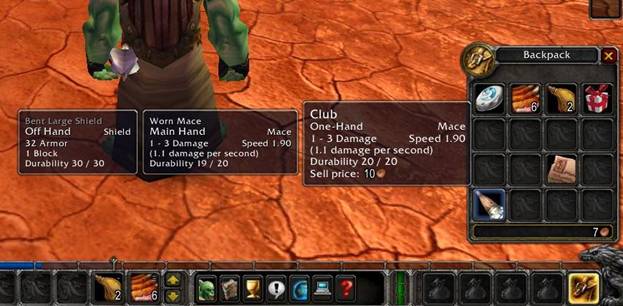 Backpack
6
2
Bent Large Shield
Off Hand Shield
32 Armor
1 Block
Durability 30 / 30
Worn Mace
Main Hand Mace
1 - 3 Damage Speed 1.90
(1.1 damage per second)
Durability 19 / 20
Club
One-Hand Mace
1 - 3 Damage Speed 1.90
(1.1 damage per second)
Durability 20 / 20
Sell price: 10
7
2
6
! ?